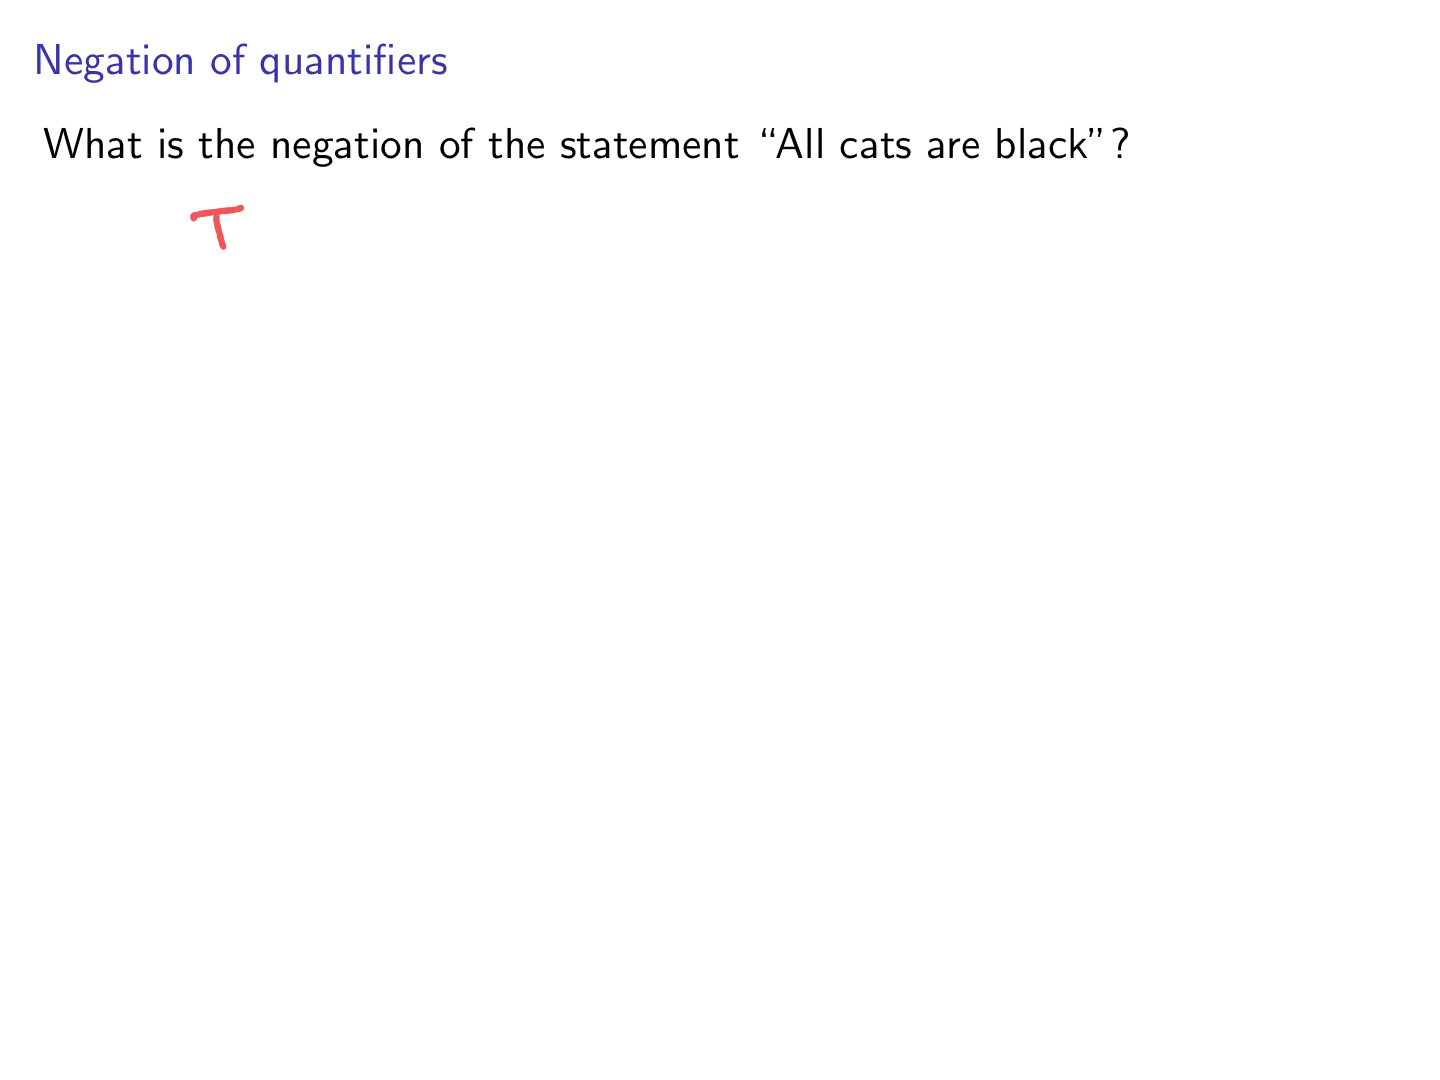 Negation of quantifiers
What is the negation of the statement “All cats are black”?
T